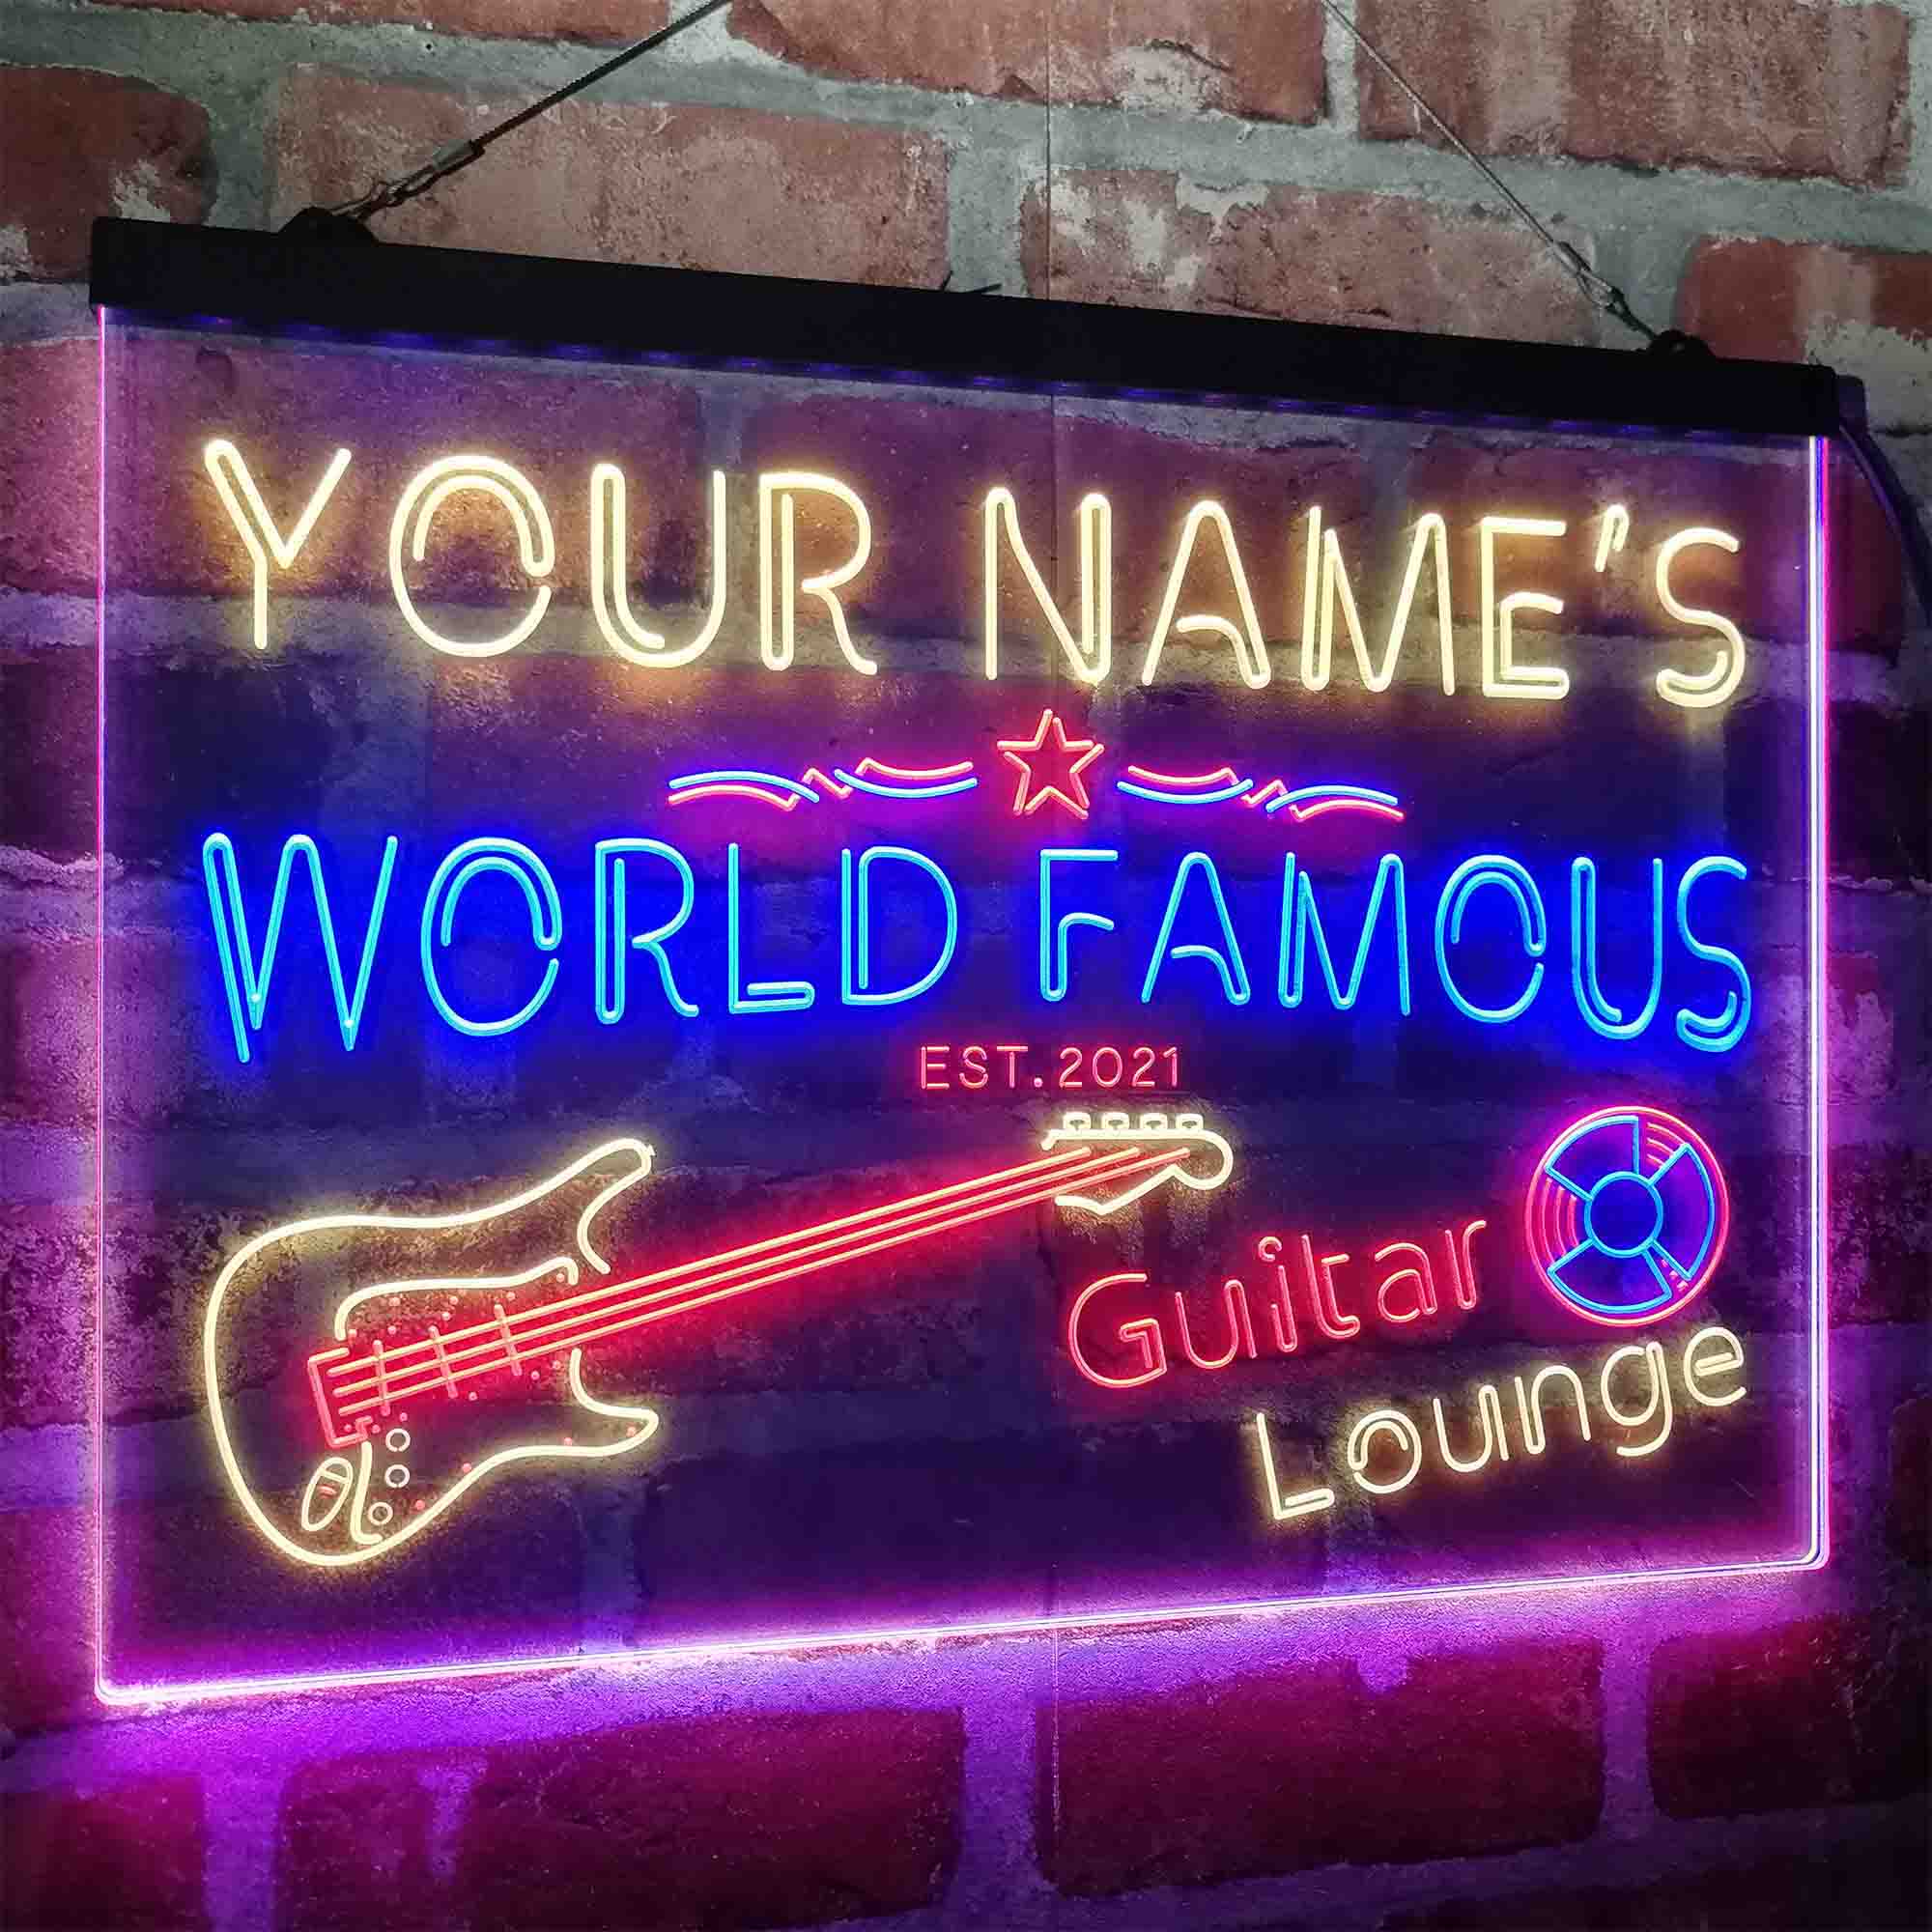 YOUR NAME'S
WORLD FAMOUS
EST.2021
Guitar
Lounge